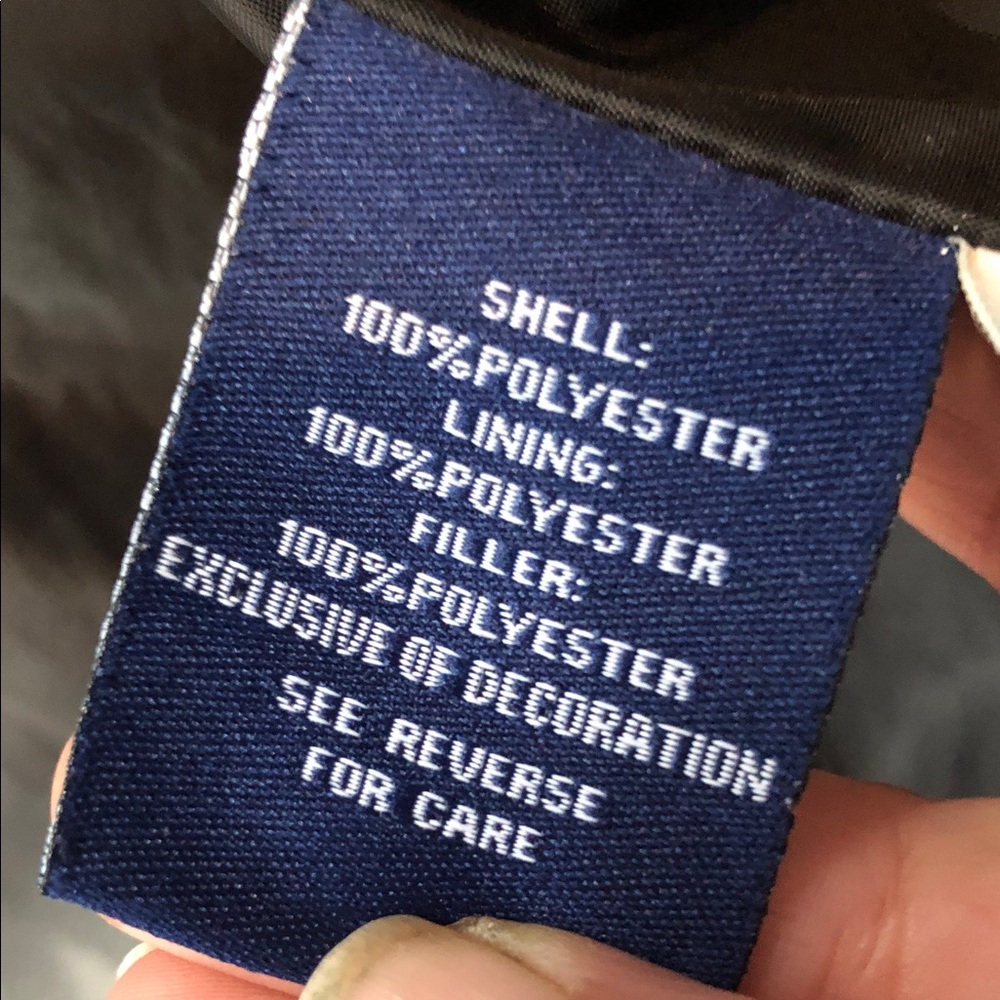 SHELL:
100%POLYESTER
LINING:
100%POLYESTER
FILLER:
100%POLYESTER
EXCLUSIVE OF DECORATION
SEE REVERSE
FOR CARE